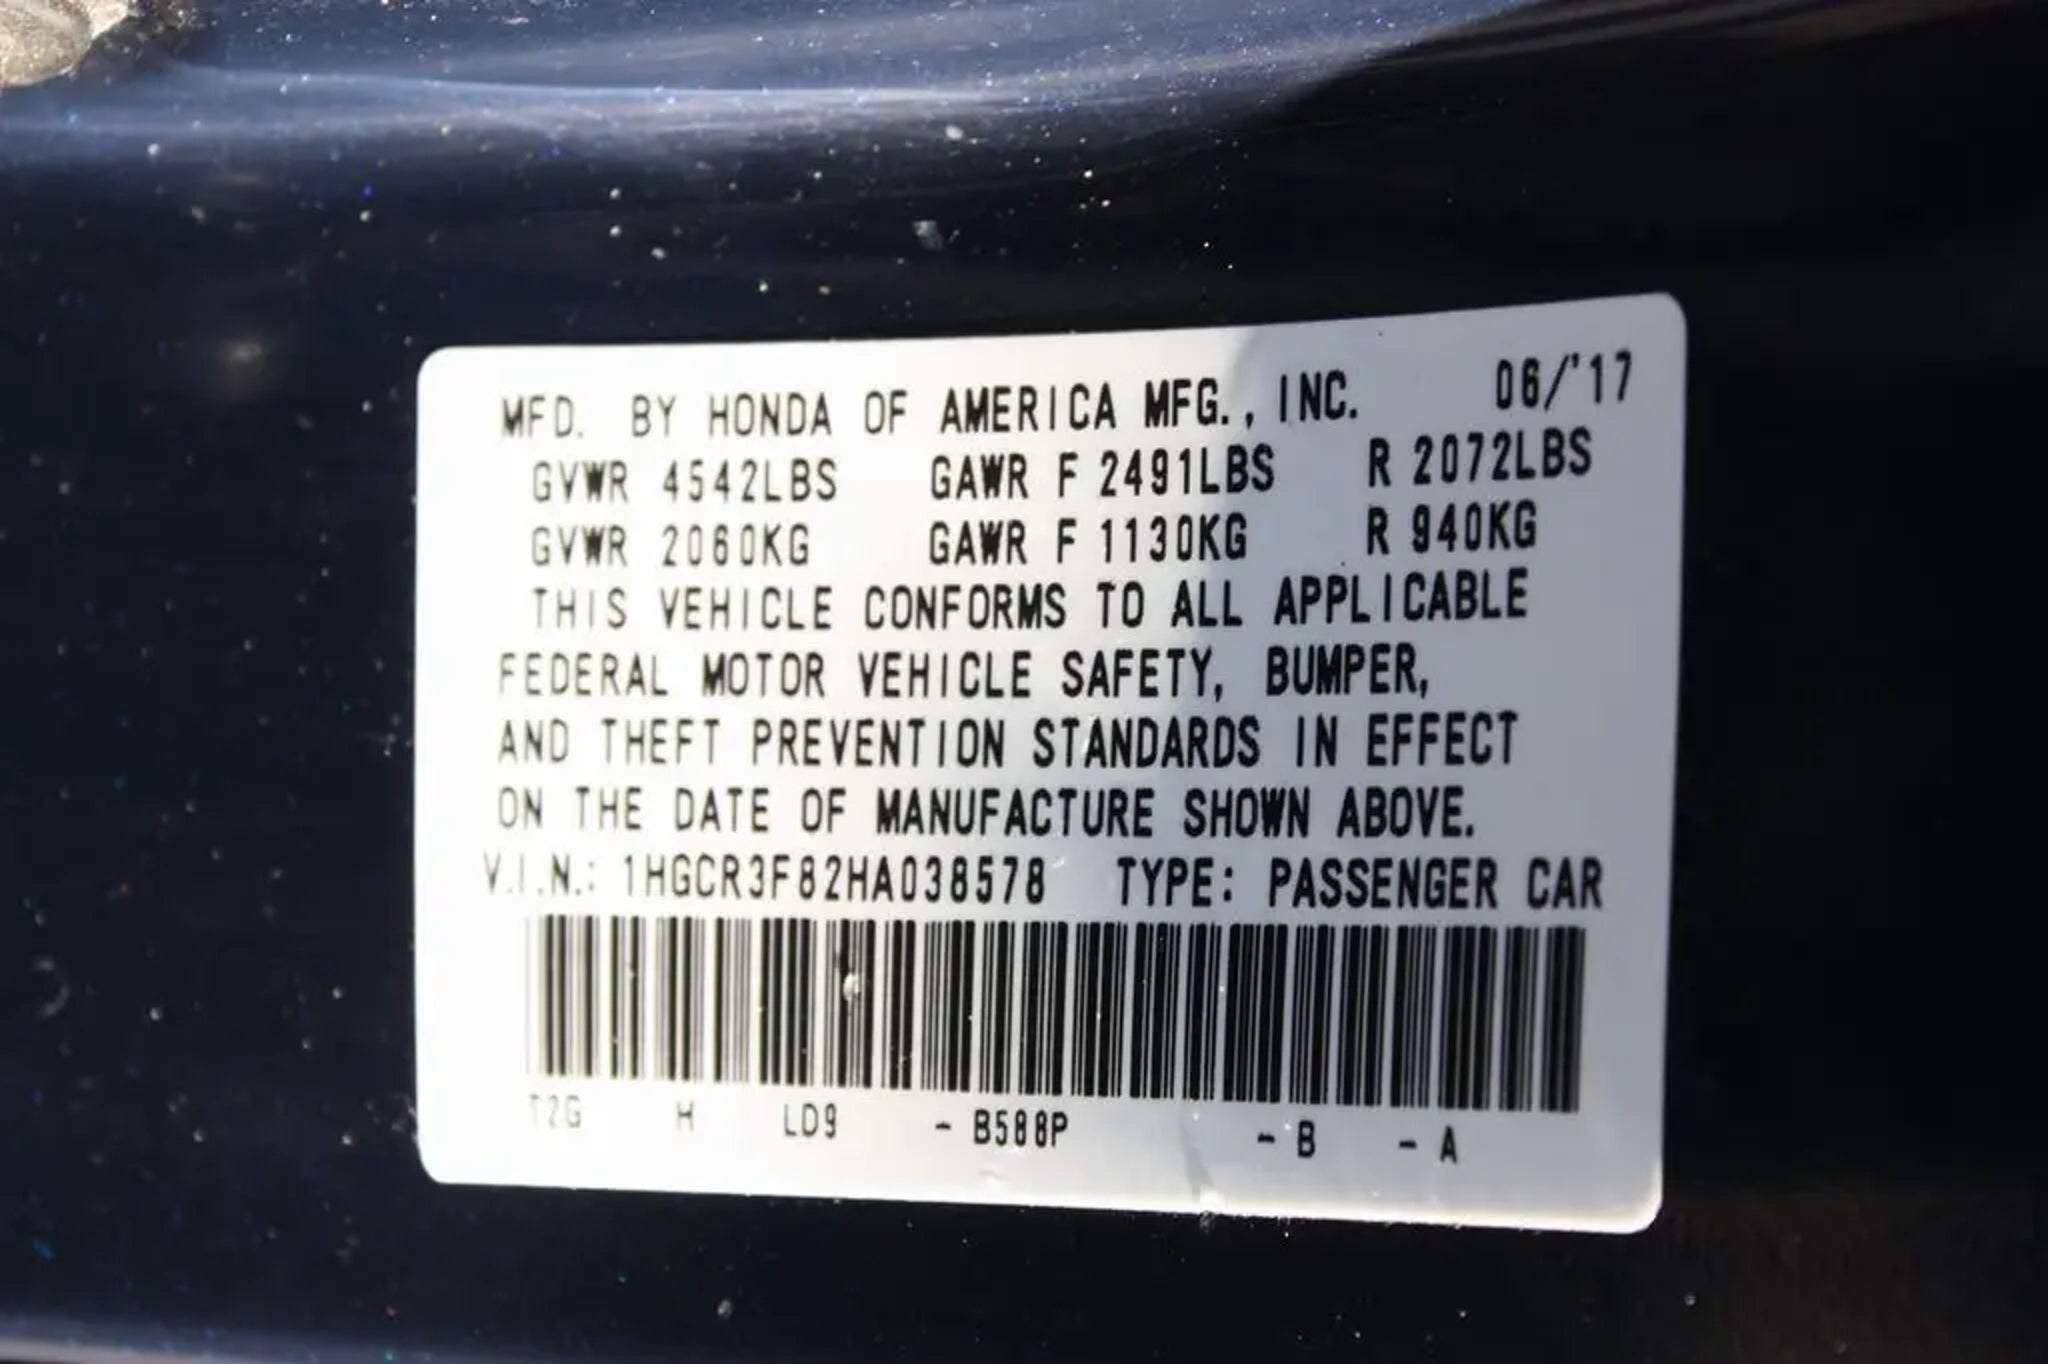 MFD. BY HONDA OF AMERICA MFG., INC. 06/'17
GVWR 4542LBS GAWR F 2491LBS R 2072LBS
GVWR 2060KG GAWR F 1130KG R 940KG
THIS VEHICLE CONFORMS TO ALL APPLICABLE
FEDERAL MOTOR VEHICLE SAFETY, BUMPER,
AND THEFT PREVENTION STANDARDS IN EFFECT
ON THE DATE OF MANUFACTURE SHOWN ABOVE.
V.I.N.: 1HGCR3F82HA038578 TYPE: PASSENGER CAR
T2G H LD9 - B588P - B - A